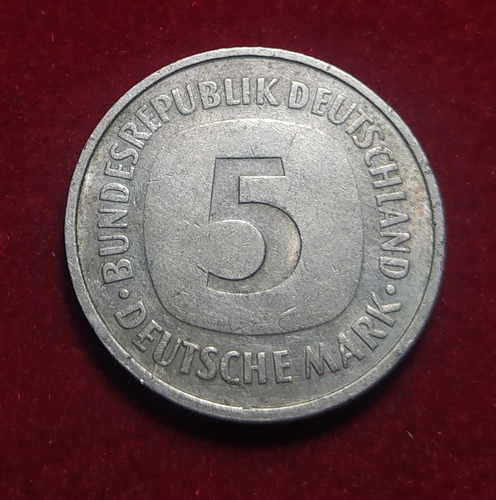 BUNDESREPUBLIK DEUTSCHLAND
5
· DEUTSCHE MARK ·